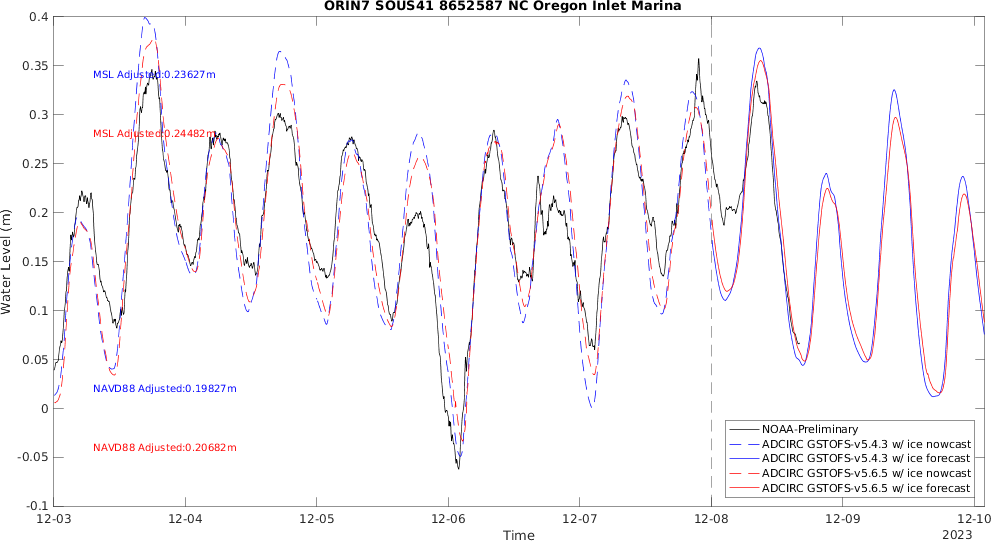 ORIN7 SOUS41 8652587 NC Oregon Inlet Marina
0.4
0.35
0.3
0.25
0.2
0.15
0.1
0.05
0
-0.05
-0.1
Water Level (m)
MSL Adjusted:0.23627m
MSL Adjusted:0.24482m
NAVD88 Adjusted:0.19827m
NAVD88 Adjusted:0.20682m
NOAA-Preliminary
ADCIRC GSTOFS-v5.4.3 w/ ice nowcast
ADCIRC GSTOFS-v5.4.3 w/ ice forecast
ADCIRC GSTOFS-v5.6.5 w/ ice nowcast
ADCIRC GSTOFS-v5.6.5 w/ ice forecast
12-03 12-04 12-05 12-06 12-07 12-08 12-09 12-10
Time
2023